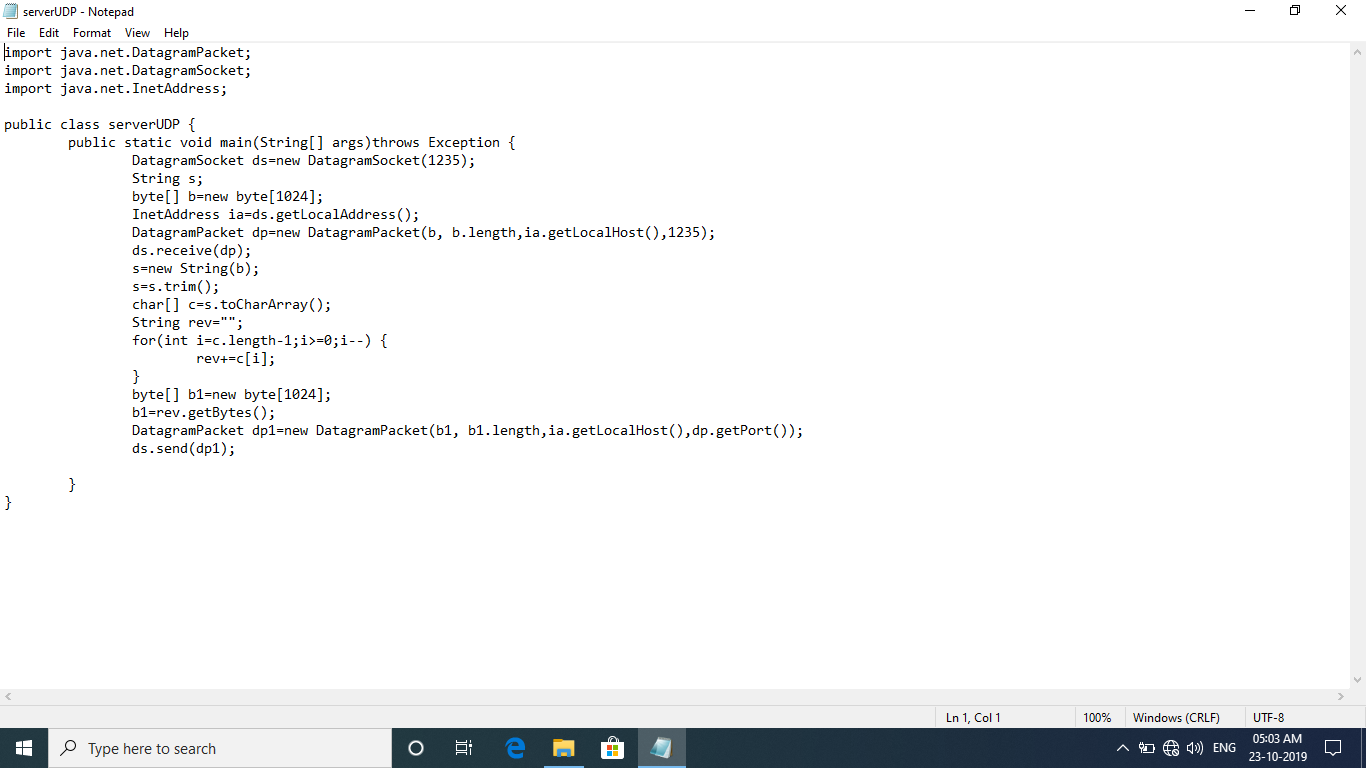 serverUDP - Notepad
File Edit Format View Help
import java.net.DatagramPacket;
import java.net.DatagramSocket;
import java.net.InetAddress;

public class serverUDP {
        public static void main(String[] args)throws Exception {
                DatagramSocket ds=new DatagramSocket(1235);
                String s;
                byte[] b=new byte[1024];
                InetAddress ia=ds.getLocalAddress();
                DatagramPacket dp=new DatagramPacket(b, b.length,ia.getLocalHost(),1235);
                ds.receive(dp);
                s=new String(b);
                s=s.trim();
                char[] c=s.toCharArray();
                String rev="";
                for(int i=c.length-1;i>=0;i--) {
                        rev+=c[i];
                }
                byte[] b1=new byte[1024];
                b1=rev.getBytes();
                DatagramPacket dp1=new DatagramPacket(b1, b1.length,ia.getLocalHost(),dp.getPort());
                ds.send(dp1);

        }
}
Ln 1, Col 1 100% Windows (CRLF) UTF-8
Type here to search
ENG
05:03 AM
23-10-2019